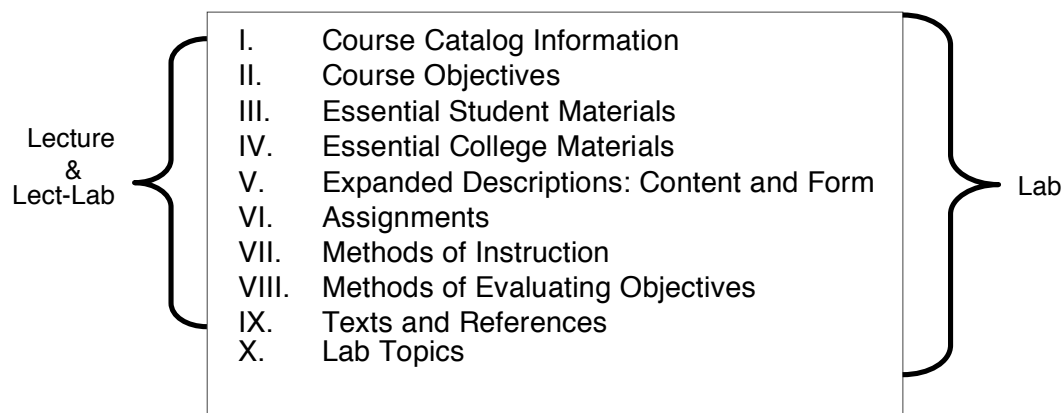 I. Course Catalog Information
II. Course Objectives
III. Essential Student Materials
IV. Essential College Materials
V. Expanded Descriptions: Content and Form
VI. Assignments
VII. Methods of Instruction
VIII. Methods of Evaluating Objectives
IX. Texts and References
X. Lab Topics
Lecture
&
Lect-Lab
Lab